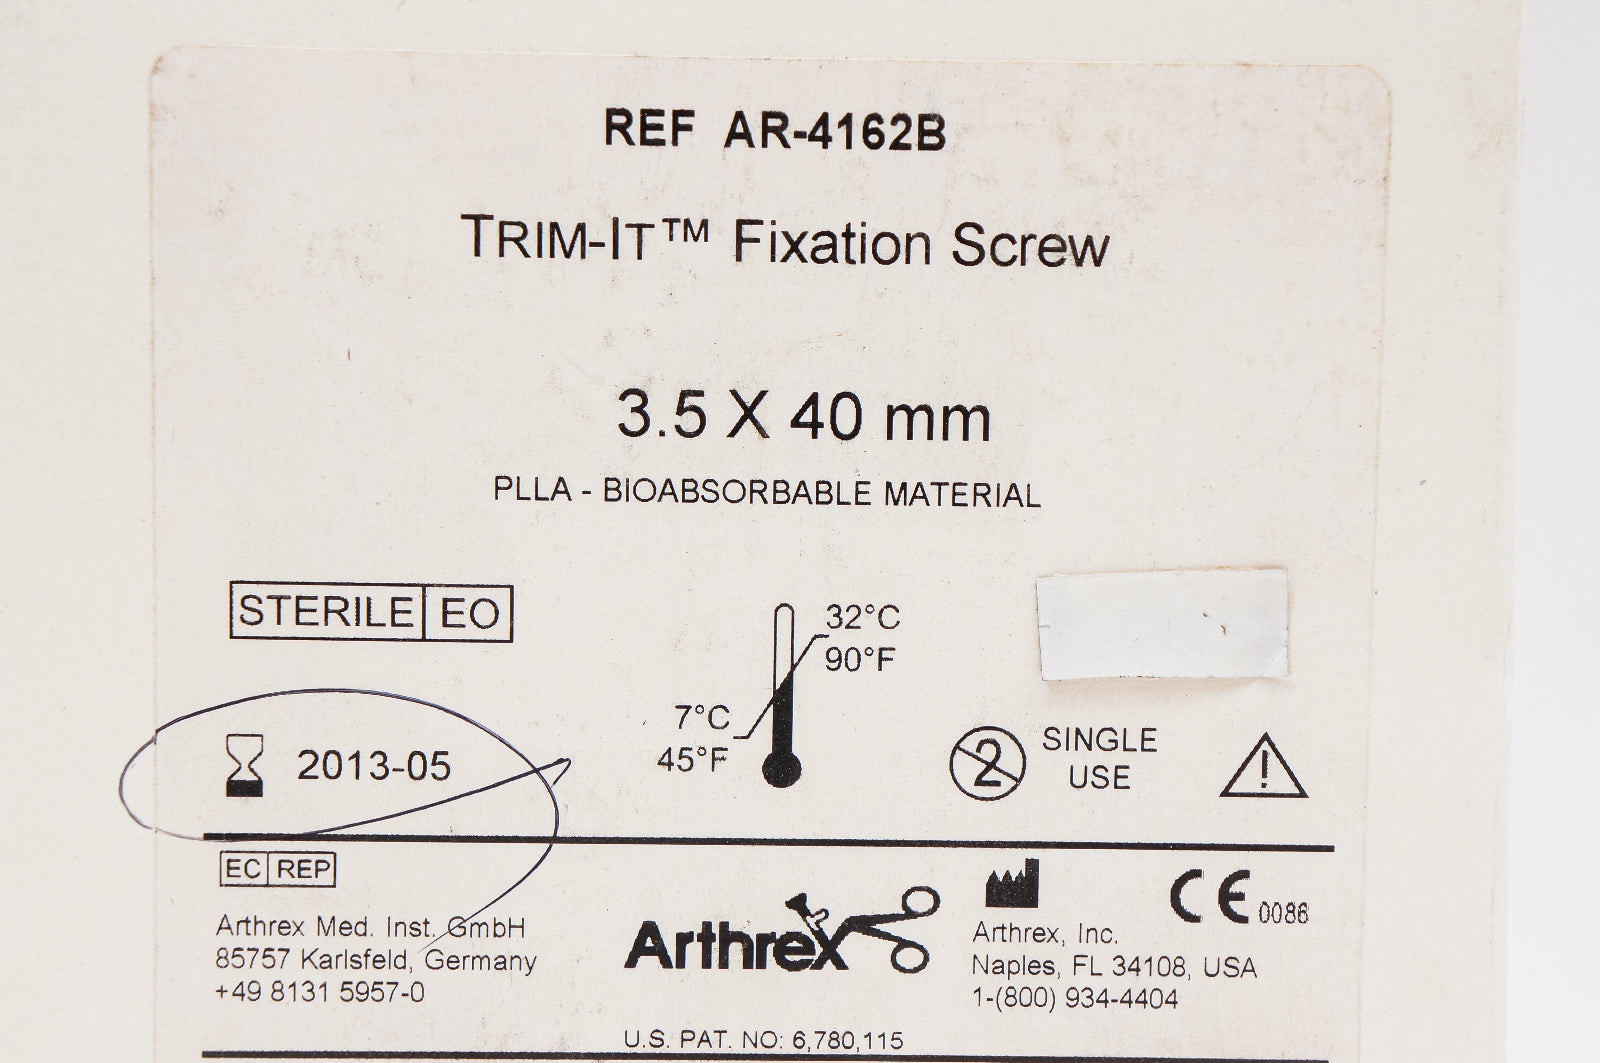 REF AR-4162B
TRIM-IT™ Fixation Screw
3.5 X 40 mm
PLLA - BIOABSORBABLE MATERIAL
STERILE EO
32°C
90°F
7°C
45°F
2013-05
2
SINGLE
USE
!
EC REP
Arthrex Med. Inst. GmbH
85757 Karlsfeld, Germany
+49 8131 5957-0
Arthrex
CE 0086
Arthrex, Inc.
Naples, FL 34108, USA
1-(800) 934-4404
U.S. PAT. NO: 6,780,115